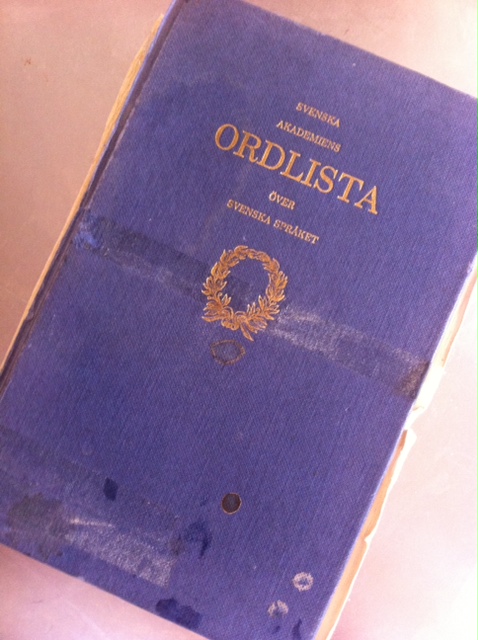 SVENSKA
AKADEMIENS
ORDLISTA
ÖVER
SVENSKA SPRÅKET